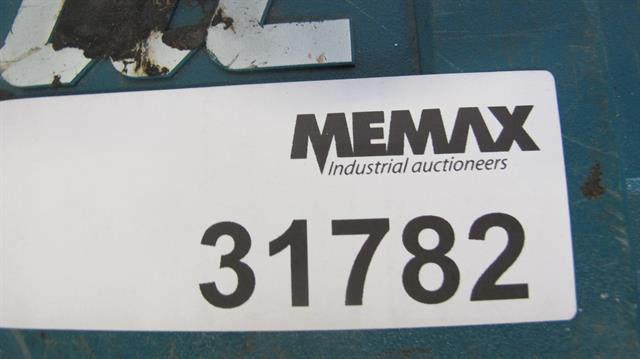 MEMAX
Industrial auctioneers
31782